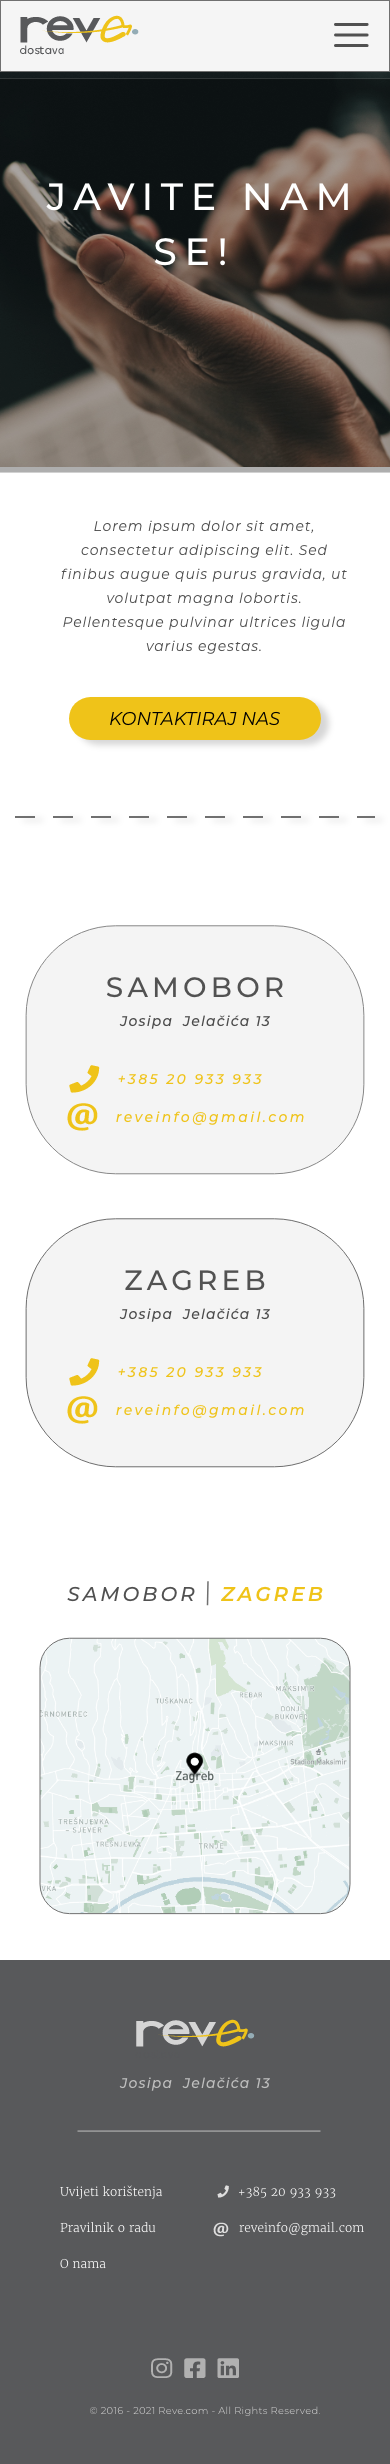 reve
dostava
JAVITE NAM
SE!
Lorem ipsum dolor sit amet,
consectetur adipiscing elit. Sed
finibus augue quis purus gravida, ut
volutpat magna lobortis.
Pellentesque pulvinar ultrices ligula
varius egestas.
KONTAKTIRAJ NAS
SAMOBOR
Josipa Jelačića 13
+385 20 933 933
@ reveinfo@gmail.com
ZAGREB
Josipa Jelačića 13
+385 20 933 933
@ reveinfo@gmail.com
SAMOBOR | ZAGREB
TUŠKANAC
REBAR
MAKSIMIR
DONJI
BUKOVEC
ČRNOMEREC
MAKSIMIR
Stadion Maksimir
Zagreb
TREŠNJEVKA
– SJEVER
TREŠNJEVKA
TRNJE
reve
Josipa Jelačića 13
Uvijeti korištenja +385 20 933 933
Pravilnik o radu @ reveinfo@gmail.com
O nama
© 2016 - 2021 Reve.com - All Rights Reserved.